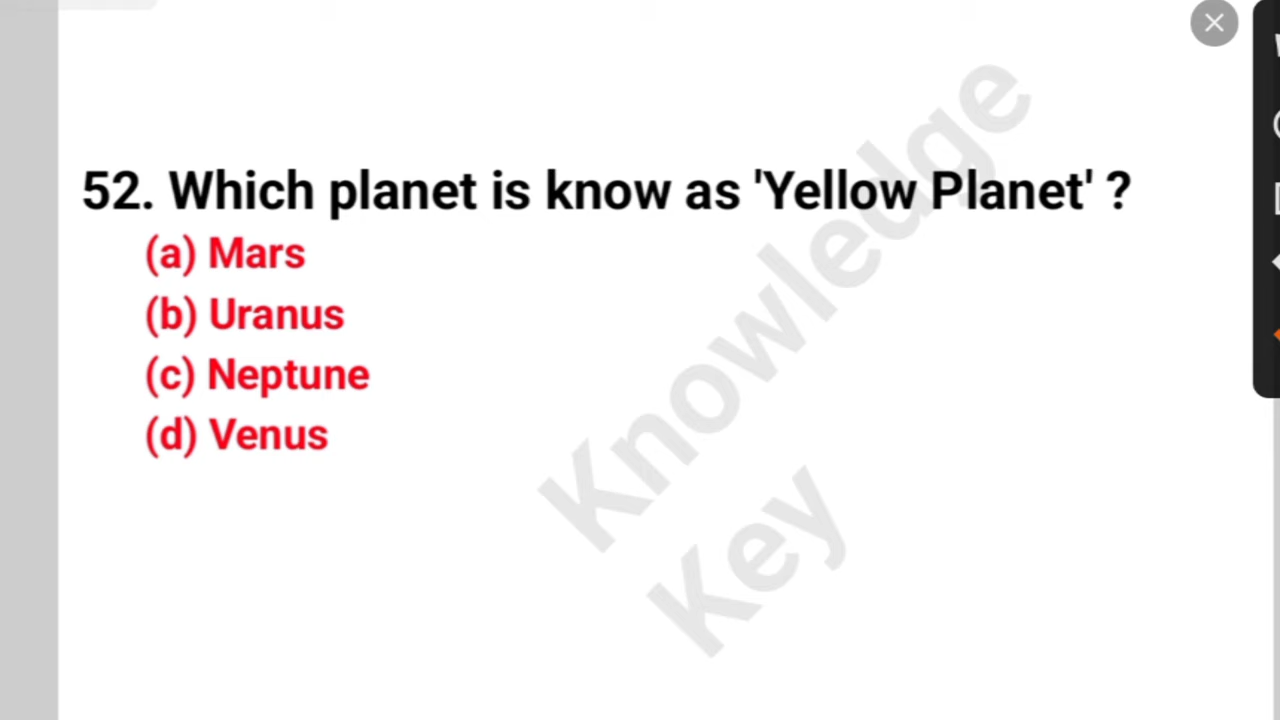 52. Which planet is know as 'Yellow Planet' ?
(a) Mars
(b) Uranus
(c) Neptune
(d) Venus
Knowledge
Key